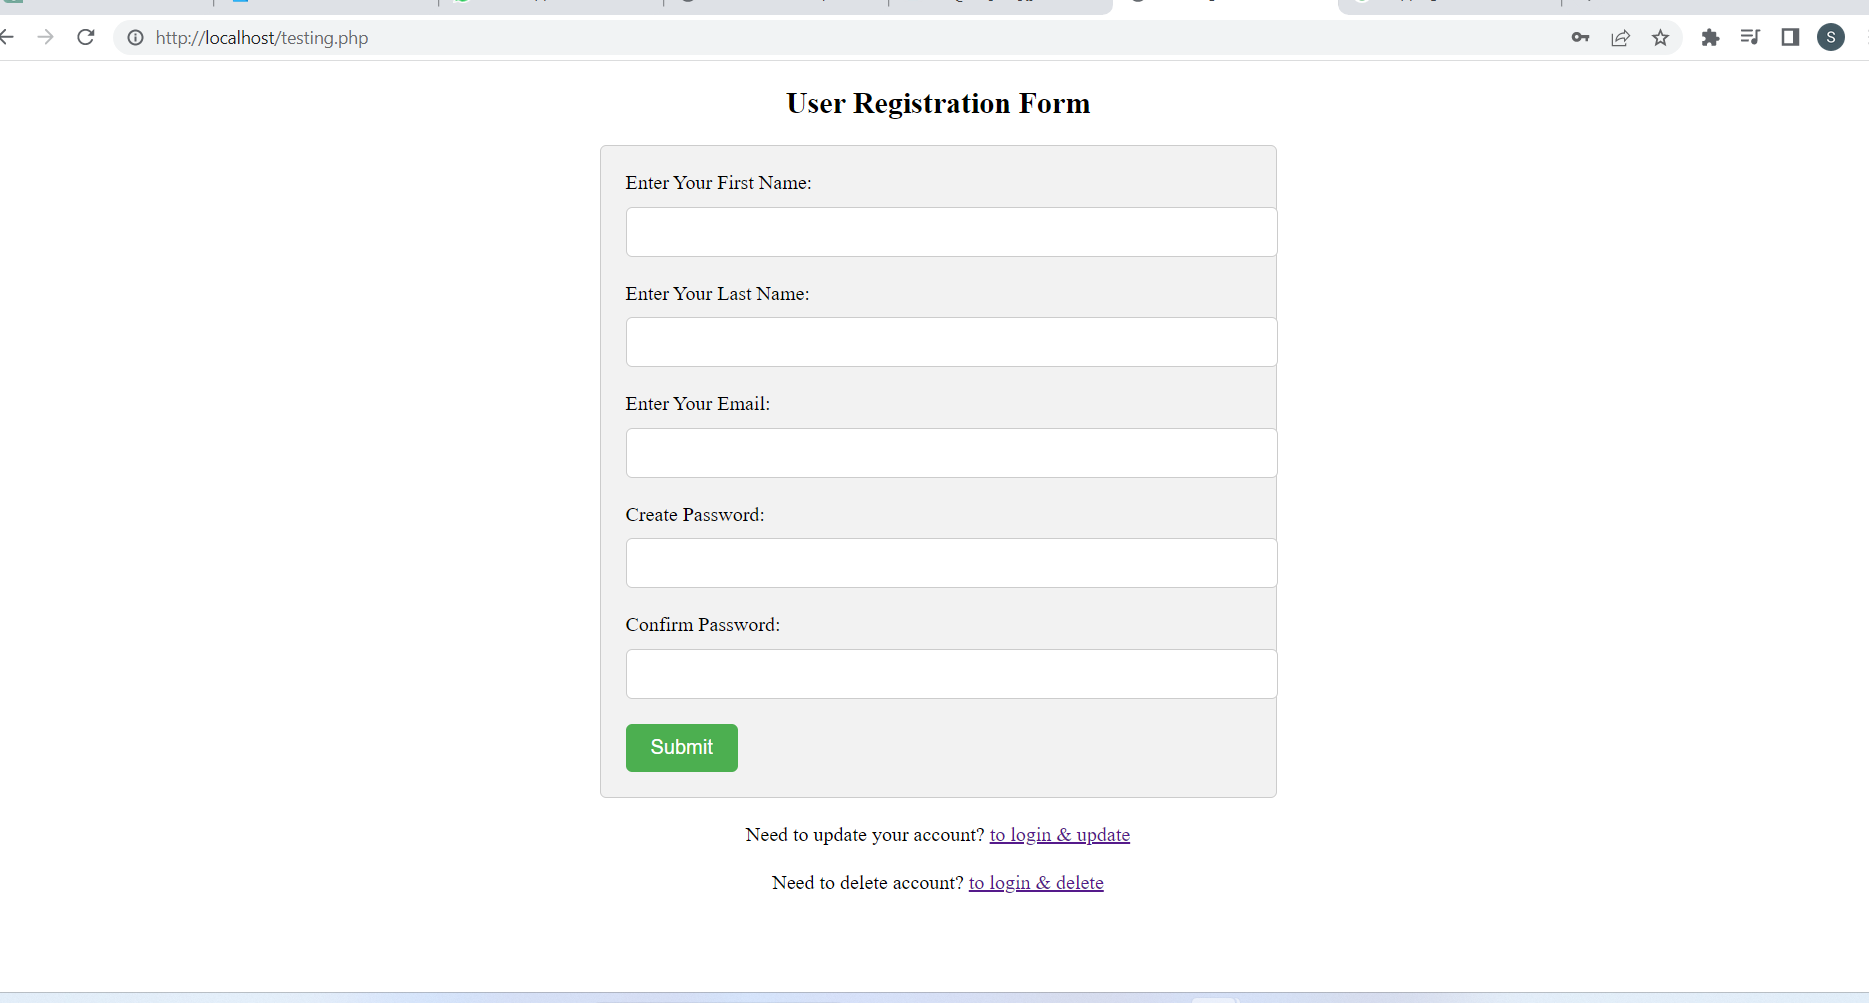 http://localhost/testing.php
S
User Registration Form
Enter Your First Name:
Enter Your Last Name:
Enter Your Email:
Create Password:
Confirm Password:
Submit
Need to update your account? to login & update
Need to delete account? to login & delete